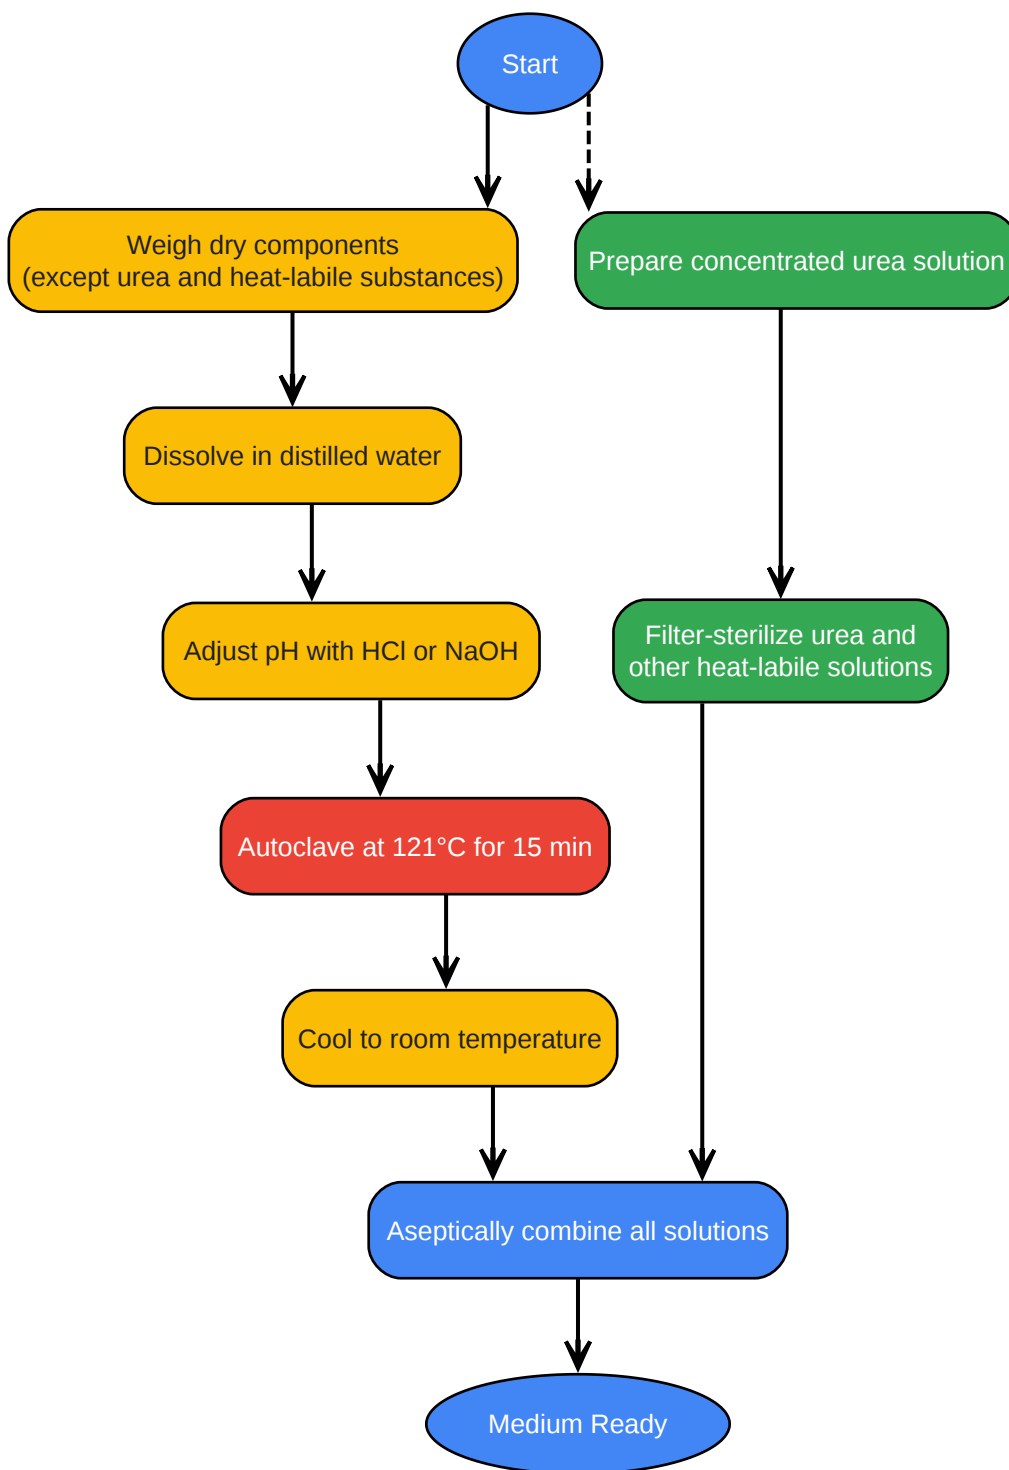 Start
Weigh dry components
(except urea and heat-labile substances)
Prepare concentrated urea solution
Dissolve in distilled water
Adjust pH with HCl or NaOH
Filter-sterilize urea and
other heat-labile solutions
Autoclave at 121°C for 15 min
Cool to room temperature
Aseptically combine all solutions
Medium Ready